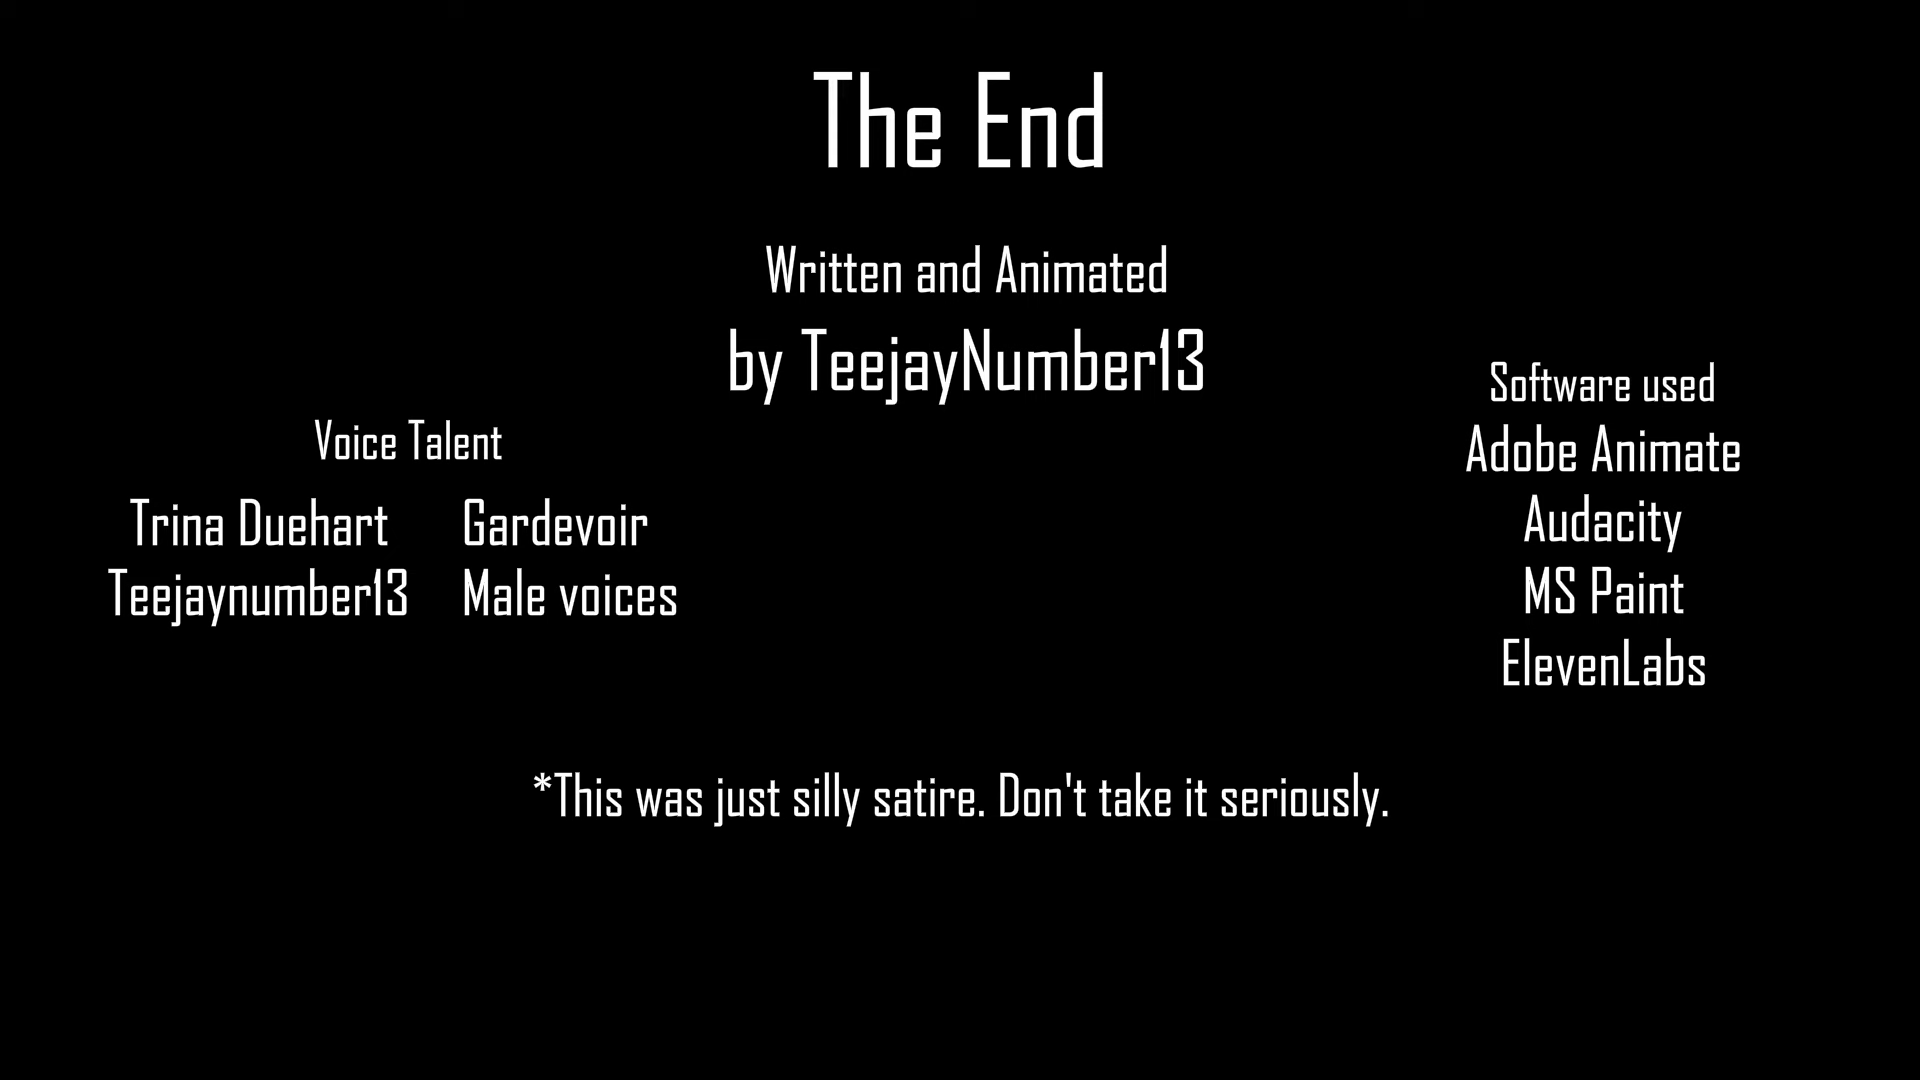 The End
Written and Animated
by TeejayNumber13
Voice Talent
Trina Duehart Gardevoir
Teejaynumber13 Male voices
Software used
Adobe Animate
Audacity
MS Paint
ElevenLabs
*This was just silly satire. Don't take it seriously.